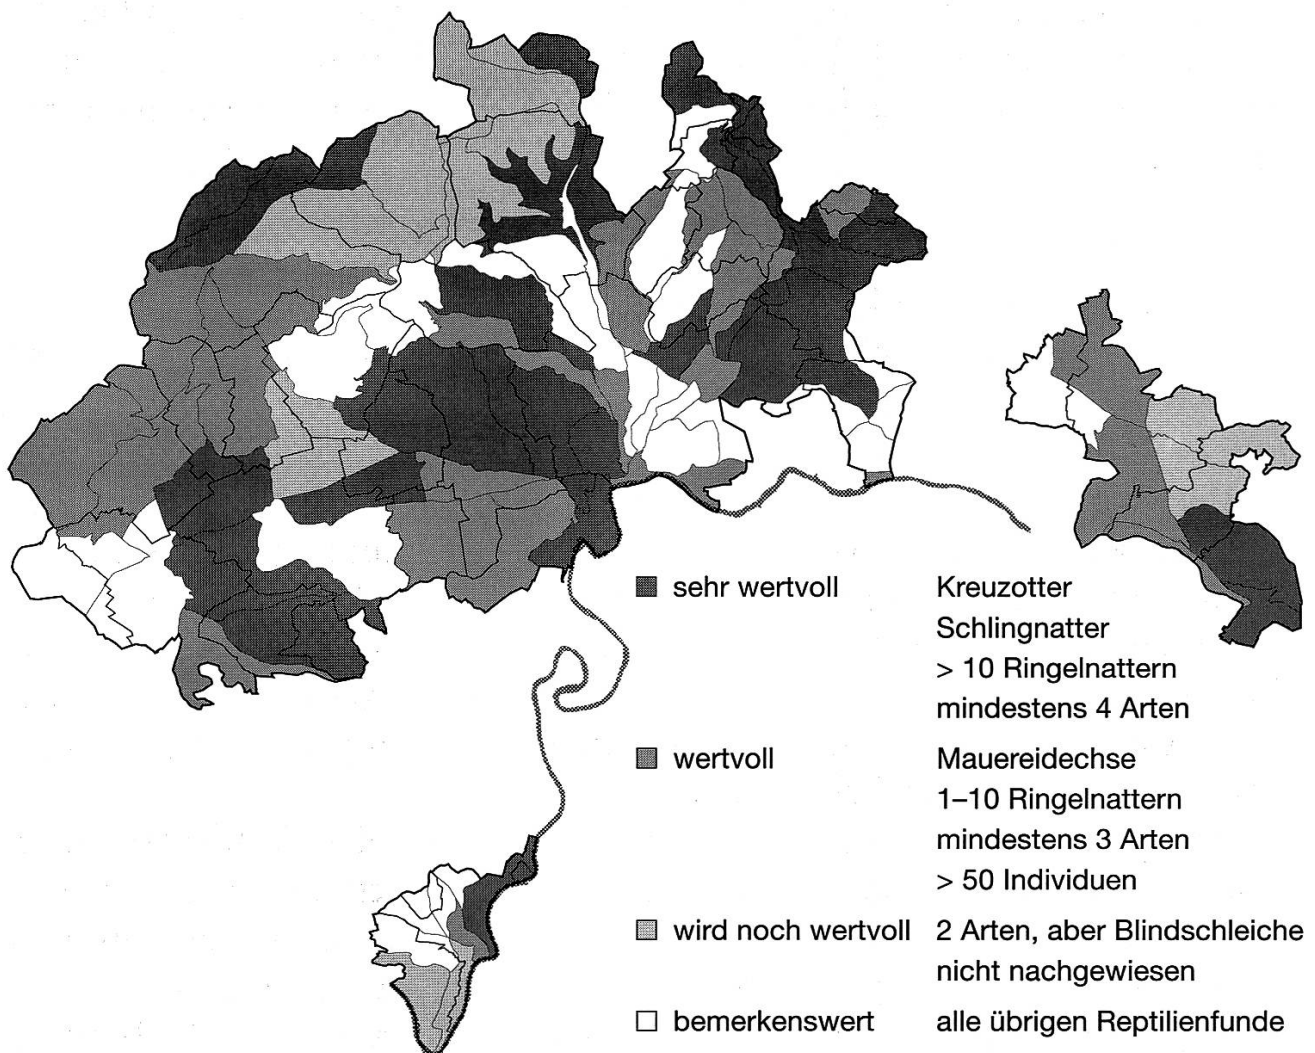 sehr wertvoll Kreuzotter
Schlingnatter
> 10 Ringelnattern
mindestens 4 Arten
wertvoll Mauereidechse
1–10 Ringelnattern
mindestens 3 Arten
> 50 Individuen
wird noch wertvoll 2 Arten, aber Blindschleiche
nicht nachgewiesen
bemerkenswert alle übrigen Reptilienfunde